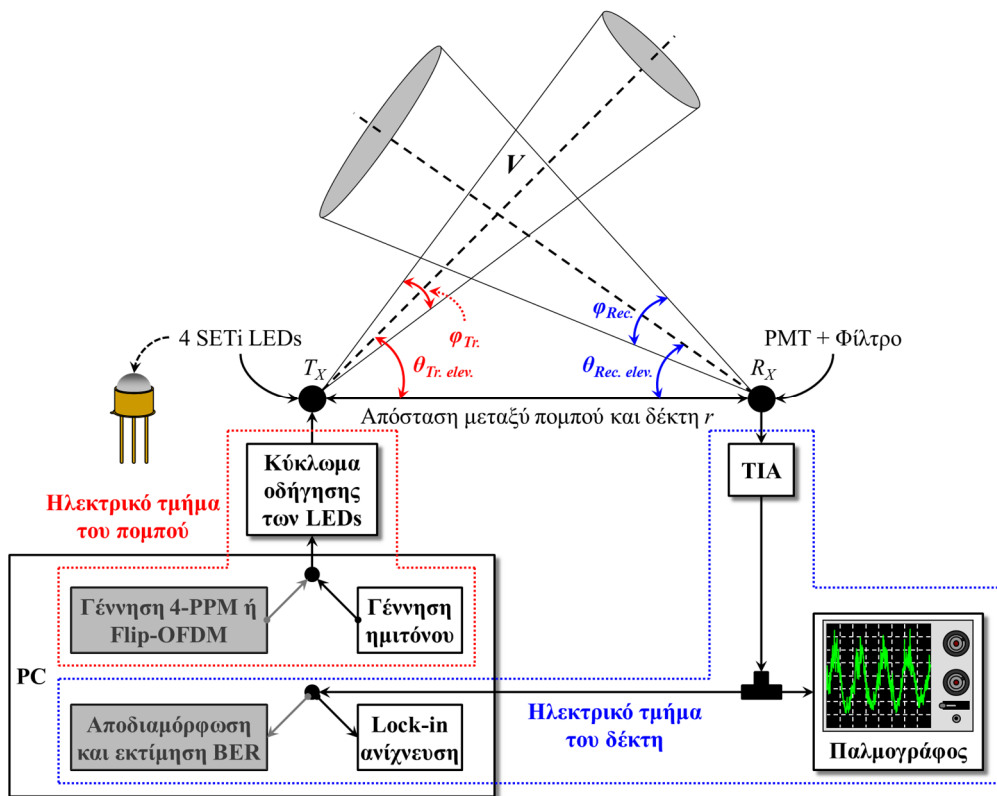 V
φRec.
4 SETi LEDs
TX
φTr.
θTr. elev.
θRec. elev.
RX
PMT + Φίλτρο
Απόσταση μεταξύ πομπού και δέκτη r
Κύκλωμα
οδήγησης
των LEDs
TIA
Ηλεκτρικό τμήμα
του πομπού
Γέννηση 4-PPM ή
Flip-OFDM
Γέννηση
ημιτόνου
PC
Αποδιαμόρφωση
και εκτίμηση BER
Lock-in
ανίχνευση
Ηλεκτρικό τμήμα
του δέκτη
Παλμογράφος